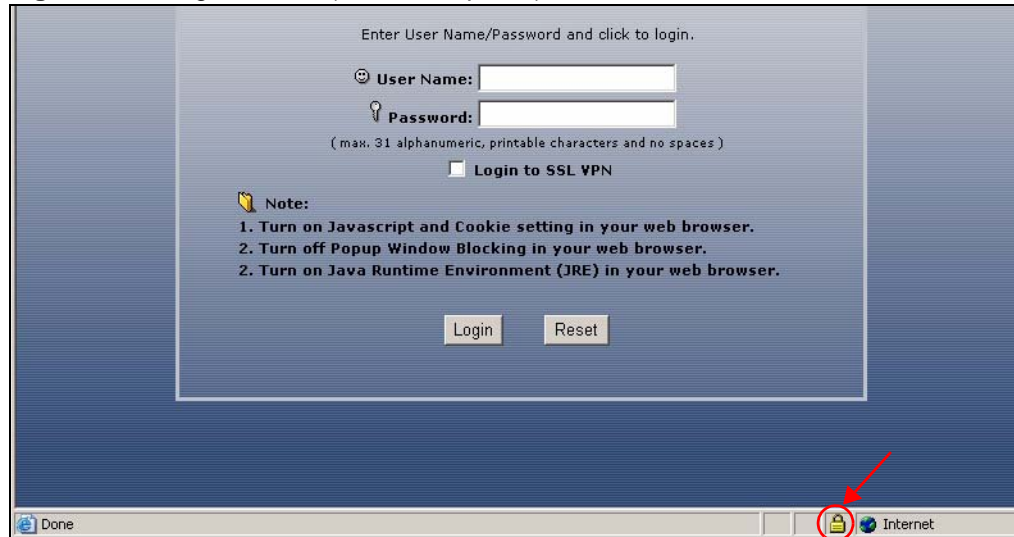 Enter User Name/Password and click to login.
User Name:
Password:
( max. 31 alphanumeric, printable characters and no spaces )
Login to SSL VPN
Note:
1. Turn on Javascript and Cookie setting in your web browser.
2. Turn off Popup Window Blocking in your web browser.
2. Turn on Java Runtime Environment (JRE) in your web browser.
Login Reset
Done Internet